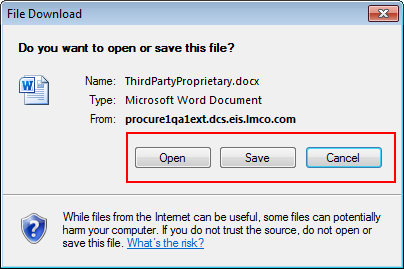 File Download
Do you want to open or save this file?
Name: ThirdPartyProprietary.docx
Type: Microsoft Word Document
From: procure1qa1ext.dcs.eis.lmco.com
Open Save Cancel
While files from the Internet can be useful, some files can potentially
harm your computer. If you do not trust the source, do not open or
save this file. What's the risk?